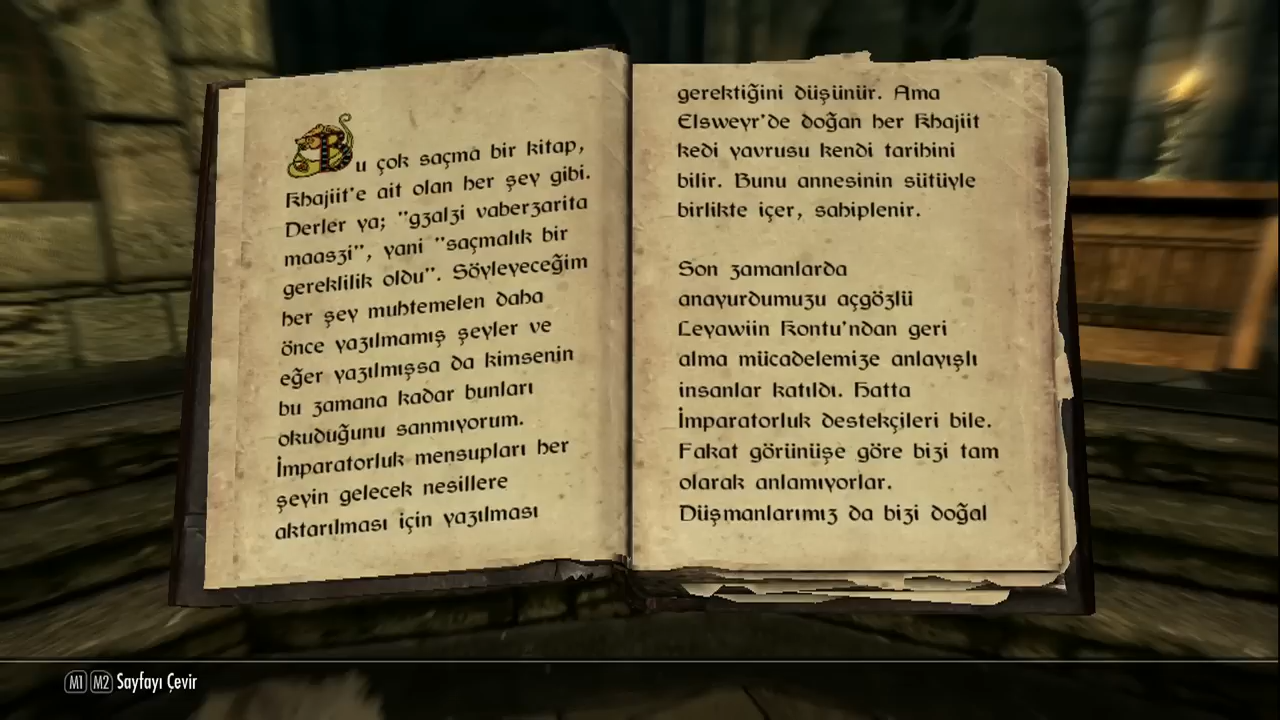 Bu çok saçma bir kitap,
Khajiit'e ait olan her şey gibi.
Derler ya; "gzalzi vaberzarita
maaszi", yani "saçmalık bir
gereklilik oldu". Söyleyeceğim
her şey muhtemelen daha
önce yazılmamış şeyler ve
eğer yazılmışsa da kimsenin
bu zamana kadar bunları
okuduğunu sanmıyorum.
İmparatorluk mensupları her
şeyin gelecek nesillere
aktarılması için yazılması
gerektiğini düşünür. Ama
Elsweyr'de doğan her Khajiit
kedi yavrusu kendi tarihini
bilir. Bunu annesinin sütüyle
birlikte içer, sahiplenir.
Son zamanlarda
anayurdumuzu açgözlü
Leyawiin Kontu'ndan geri
alma mücadelemize anlayışlı
insanlar katıldı. Hatta
İmparatorluk destekçileri bile.
Fakat görünüşe göre bizi tam
olarak anlamıyorlar.
Düşmanlarımız da bizi doğal
M1 M2 Sayfayı Çevir